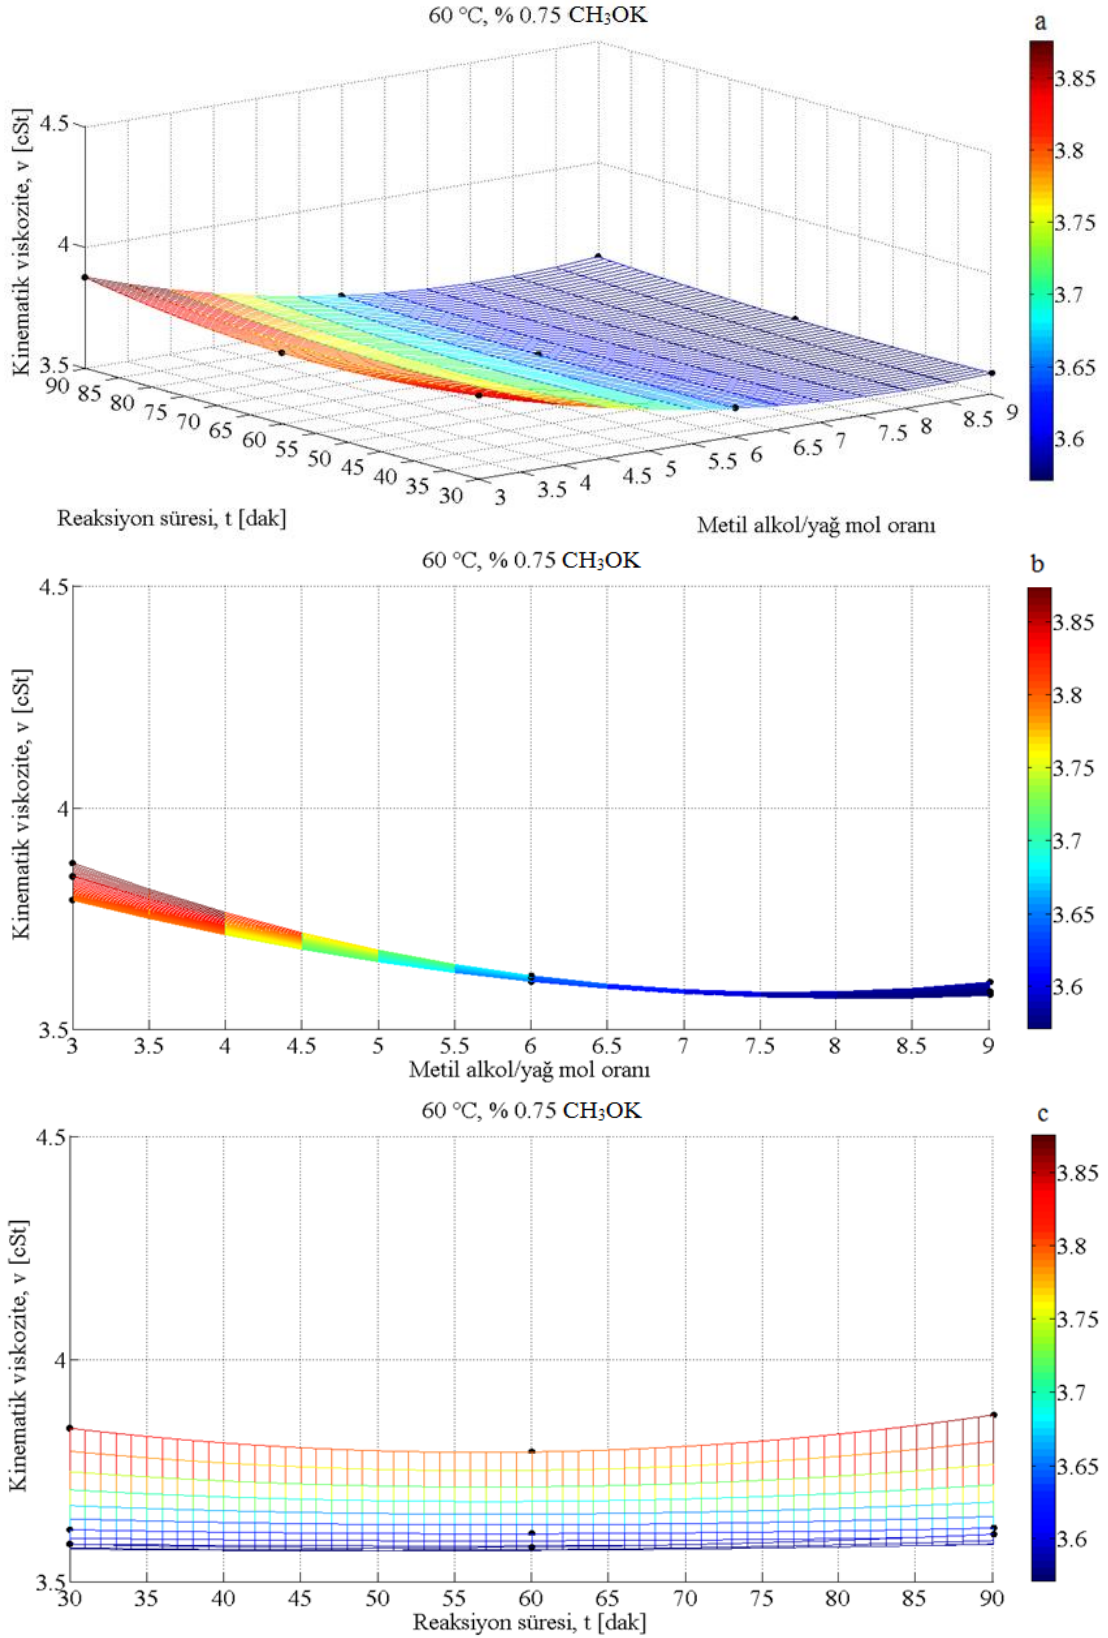 60 °C, % 0.75 CH₃OK
a
Kinematik viskozite, v [cSt]
4.5
4
3.5
90 85 80 75 70 65 60 55 50 45 40 35 30
3 3.5 4 4.5 5 5.5 6 6.5 7 7.5 8 8.5 9
Reaksiyon süresi, t [dak]
Metil alkol/yağ mol oranı
3.85
3.8
3.75
3.7
3.65
3.6
60 °C, % 0.75 CH₃OK
b
Kinematik viskozite, v [cSt]
4.5
4
3.5
3 3.5 4 4.5 5 5.5 6 6.5 7 7.5 8 8.5 9
Metil alkol/yağ mol oranı
3.85
3.8
3.75
3.7
3.65
3.6
60 °C, % 0.75 CH₃OK
c
Kinematik viskozite, v [cSt]
4.5
4
3.5
30 35 40 45 50 55 60 65 70 75 80 85 90
Reaksiyon süresi, t [dak]
3.85
3.8
3.75
3.7
3.65
3.6